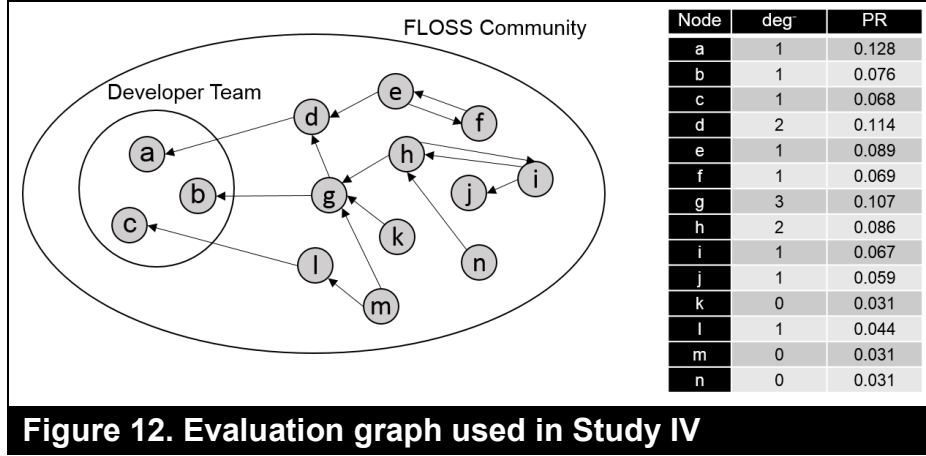 FLOSS Community
Developer Team
a
b
c
d
e
f
g
h
i
j
k
l
m
n
Node deg⁻ PR
a 1 0.128
b 1 0.076
c 1 0.068
d 2 0.114
e 1 0.089
f 1 0.069
g 3 0.107
h 2 0.086
i 1 0.067
j 1 0.059
k 0 0.031
l 1 0.044
m 0 0.031
n 0 0.031
Figure 12. Evaluation graph used in Study IV